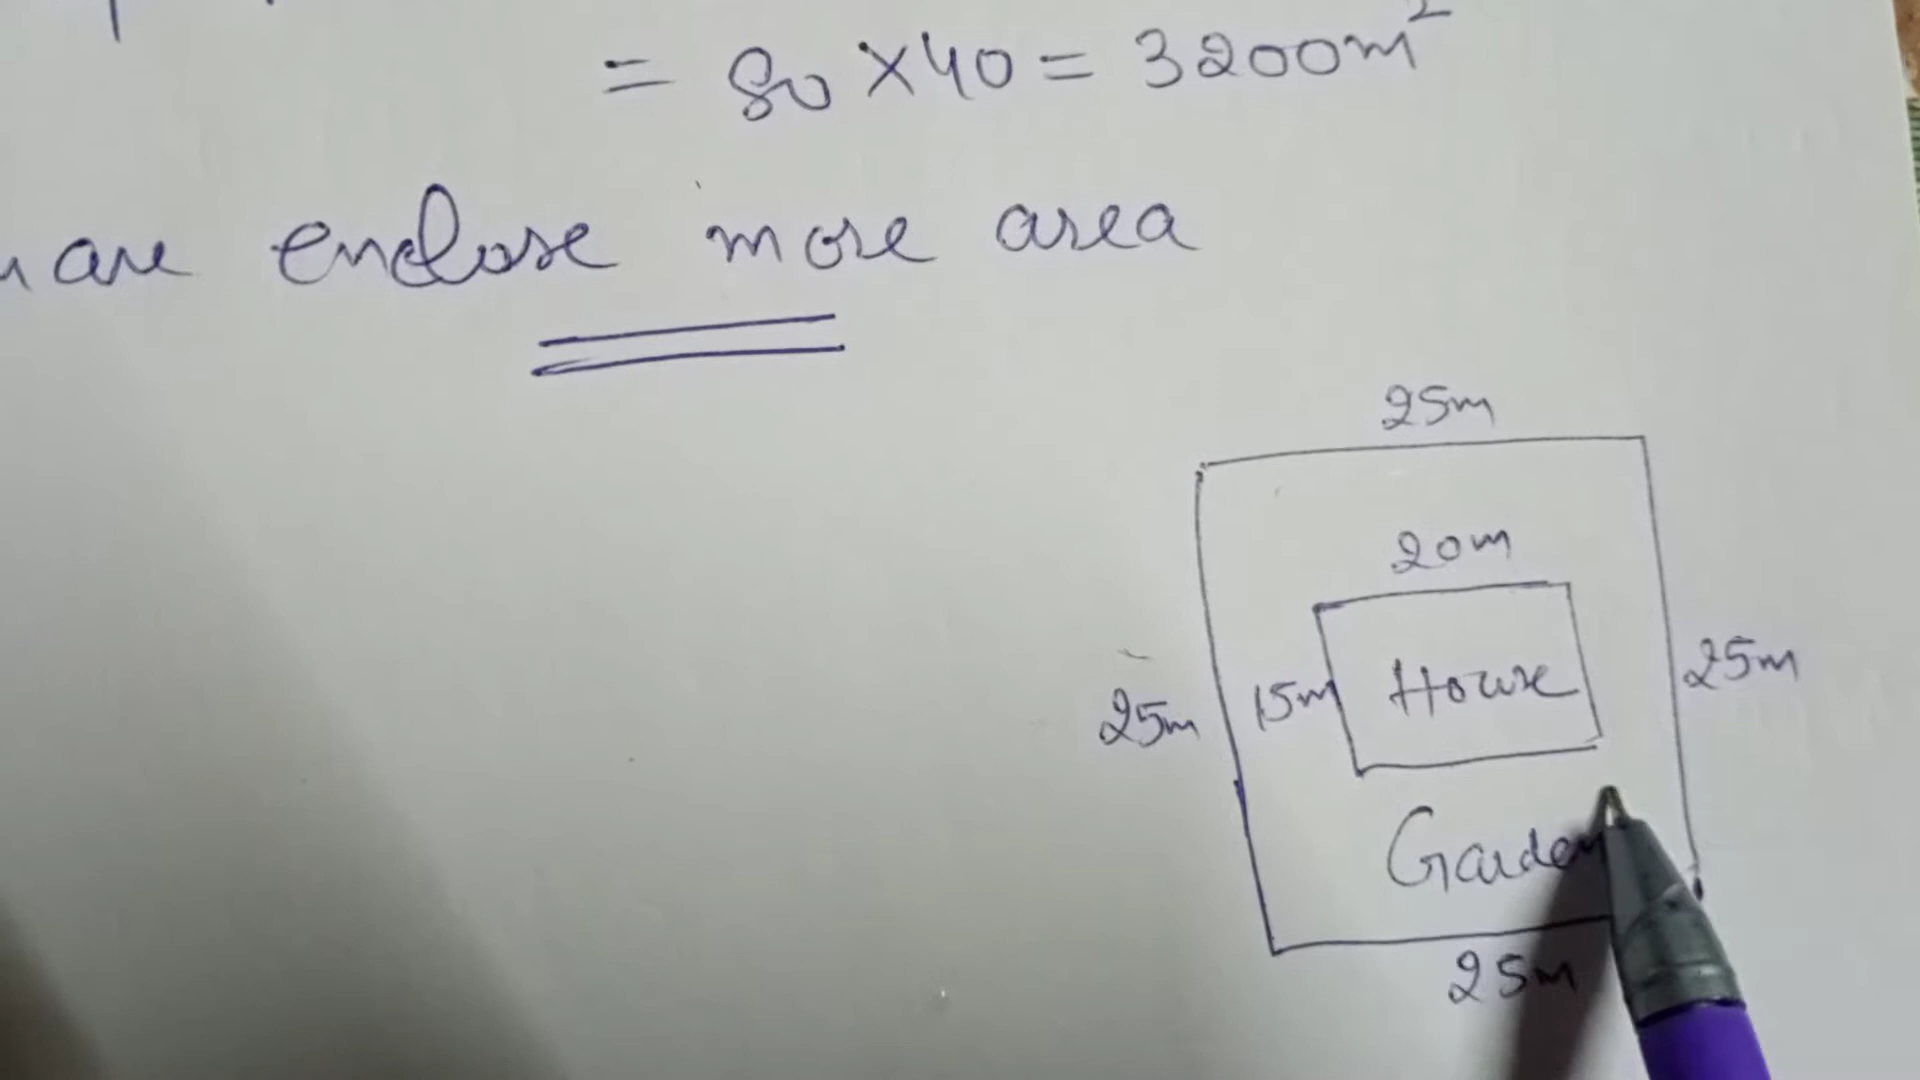 = 80 × 40 = 3200m²
are enclose more area
25m
20m
25m 15m House 25m
Garden
25m